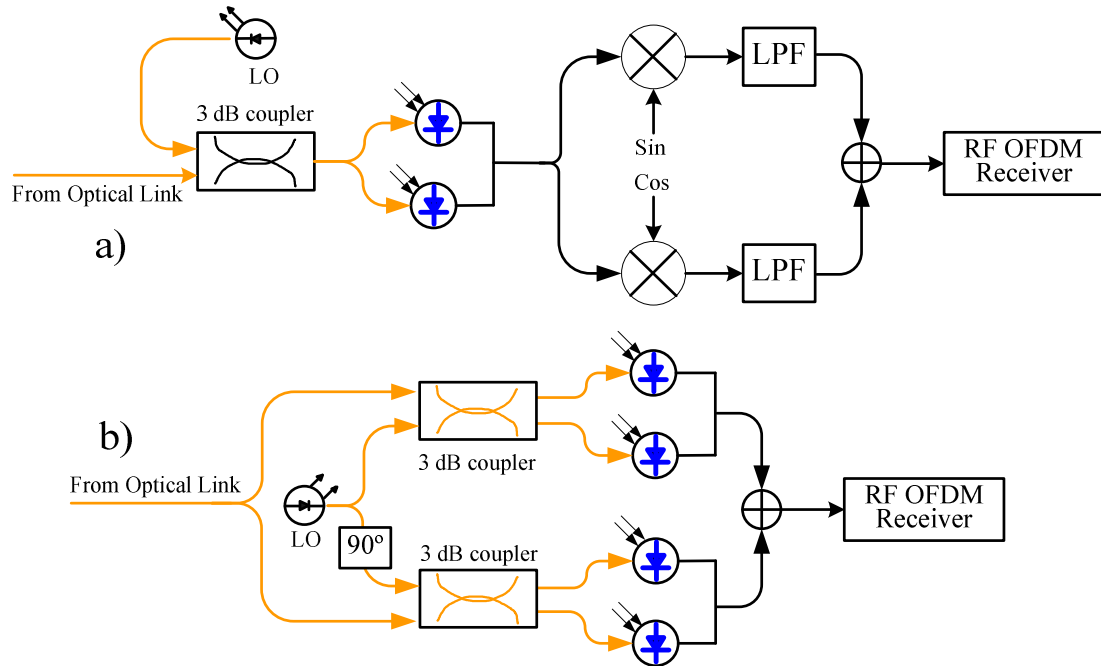 LO
3 dB coupler
From Optical Link
a)
Sin
Cos
LPF
LPF
RF OFDM
Receiver
b)
From Optical Link
LO
90º
3 dB coupler
3 dB coupler
RF OFDM
Receiver